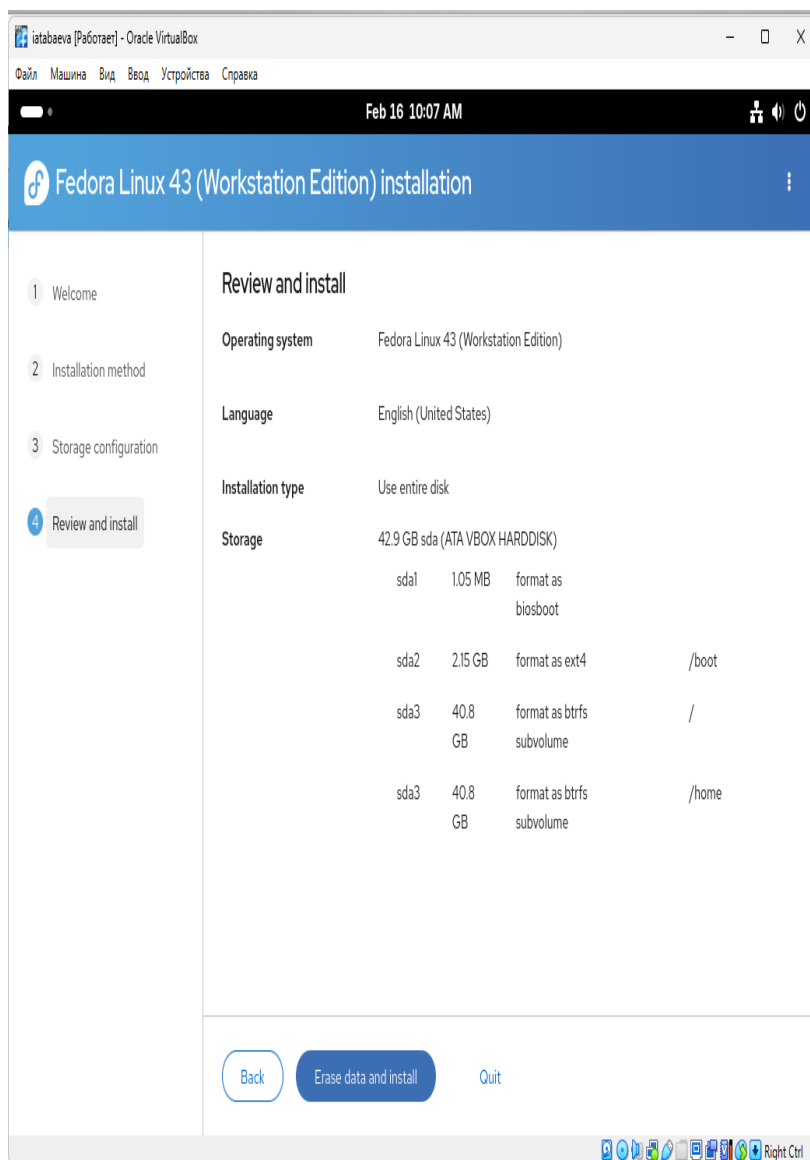 iatabaeva [Работает] - Oracle VirtualBox
Файл Машина Вид Ввод Устройства Справка
Feb 16 10:07 AM
Fedora Linux 43 (Workstation Edition) installation
1 Welcome
2 Installation method
3 Storage configuration
4 Review and install
Review and install
Operating system Fedora Linux 43 (Workstation Edition)
Language English (United States)
Installation type Use entire disk
Storage 42.9 GB sda (ATA VBOX HARDDISK)
sda1 1.05 MB format as
biosboot
sda2 2.15 GB format as ext4 /boot
sda3 40.8 format as btrfs /
GB subvolume
sda3 40.8 format as btrfs /home
GB subvolume
Back Erase data and install Quit
Right Ctrl